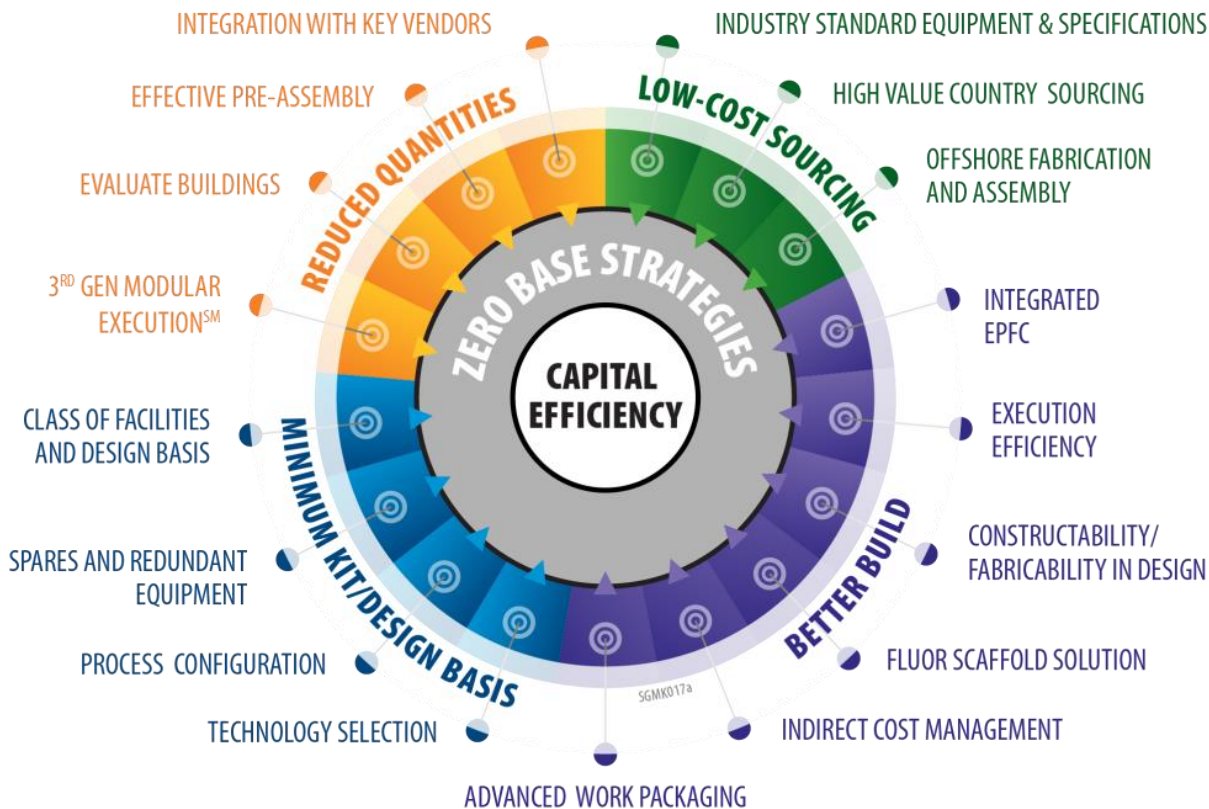 INTEGRATION WITH KEY VENDORS
EFFECTIVE PRE-ASSEMBLY
EVALUATE BUILDINGS
3RD GEN MODULAR
EXECUTIONSM
REDUCED QUANTITIES
INDUSTRY STANDARD EQUIPMENT & SPECIFICATIONS
HIGH VALUE COUNTRY SOURCING
OFFSHORE FABRICATION
AND ASSEMBLY
LOW-COST SOURCING
ZERO BASE STRATEGIES
CAPITAL
EFFICIENCY
INTEGRATED
EPFC
EXECUTION
EFFICIENCY
CONSTRUCTABILITY/
FABRICABILITY IN DESIGN
FLUOR SCAFFOLD SOLUTION
INDIRECT COST MANAGEMENT
ADVANCED WORK PACKAGING
BETTER BUILD
CLASS OF FACILITIES
AND DESIGN BASIS
SPARES AND REDUNDANT
EQUIPMENT
PROCESS CONFIGURATION
TECHNOLOGY SELECTION
MINIMUM KIT/DESIGN BASIS
SGMK017a